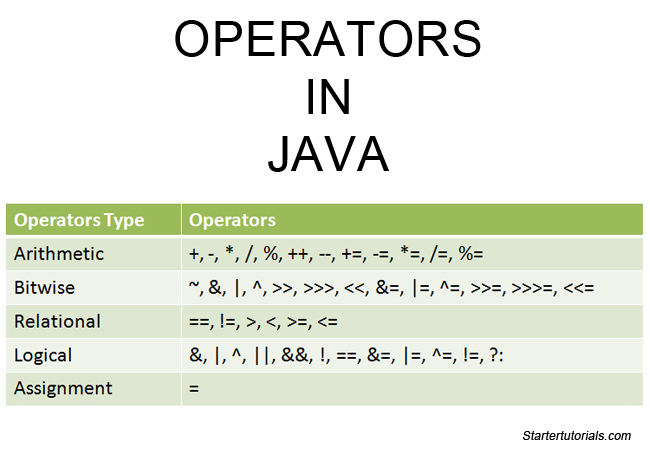 OPERATORS
IN
JAVA
Operators Type Operators
Arithmetic +, -, *, /, %, ++, --, +=, -=, *=, /=, %=
Bitwise ~, &, |, ^, >>, >>>, <<, &=, |=, ^=, >>=, >>>=, <<=
Relational ==, !=, >, <, >=, <=
Logical &, |, ^, ||, &&, !, ==, &=, |=, ^=, !=, ?:
Assignment =
Startertutorials.com